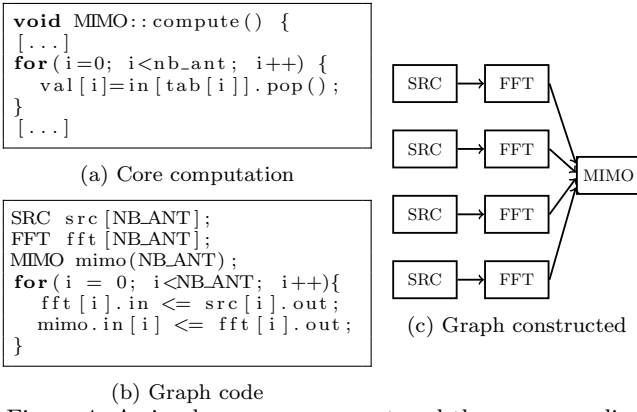 void MIMO::compute() {
[...]
for(i=0; i<nb_ant; i++) {
val[i]=in[tab[i]].pop();
}
[...]
(a) Core computation
SRC src[NB_ANT];
FFT fft[NB_ANT];
MIMO mimo(NB_ANT);
for(i = 0; i<NB_ANT; i++){
fft[i].in <= src[i].out;
mimo.in[i] <= fft[i].out;
}
(b) Graph code
SRC FFT
SRC FFT
MIMO
SRC FFT
SRC FFT
(c) Graph constructed